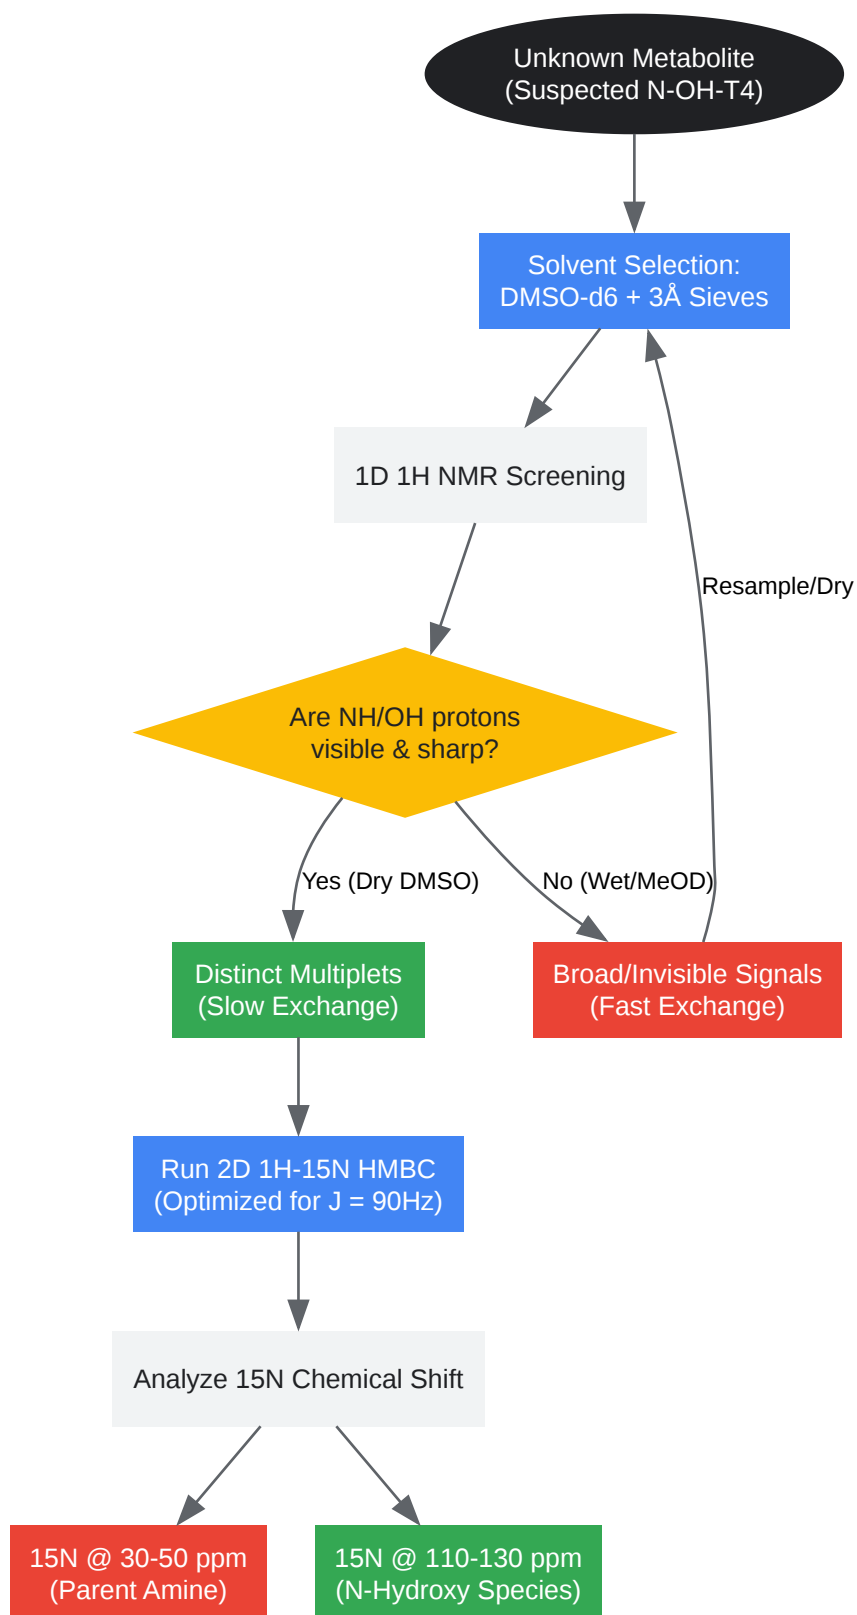 Unknown Metabolite
(Suspected N-OH-T4)
Solvent Selection:
DMSO-d6 + 3Å Sieves
1D 1H NMR Screening
Resample/Dry
Are NH/OH protons
visible & sharp?
Yes (Dry DMSO)
No (Wet/MeOD)
Distinct Multiplets
(Slow Exchange)
Broad/Invisible Signals
(Fast Exchange)
Run 2D 1H-15N HMBC
(Optimized for J = 90Hz)
Analyze 15N Chemical Shift
15N @ 30-50 ppm
(Parent Amine)
15N @ 110-130 ppm
(N-Hydroxy Species)